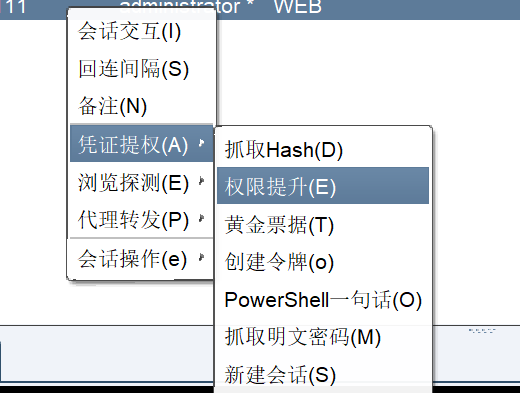 111 administrator * WEB
会话交互(I)
回连间隔(S)
备注(N)
凭证提权(A)
浏览探测(E)
代理转发(P)
会话操作(e)
抓取Hash(D)
权限提升(E)
黄金票据(T)
创建令牌(o)
PowerShell一句话(O)
抓取明文密码(M)
新建会话(S)